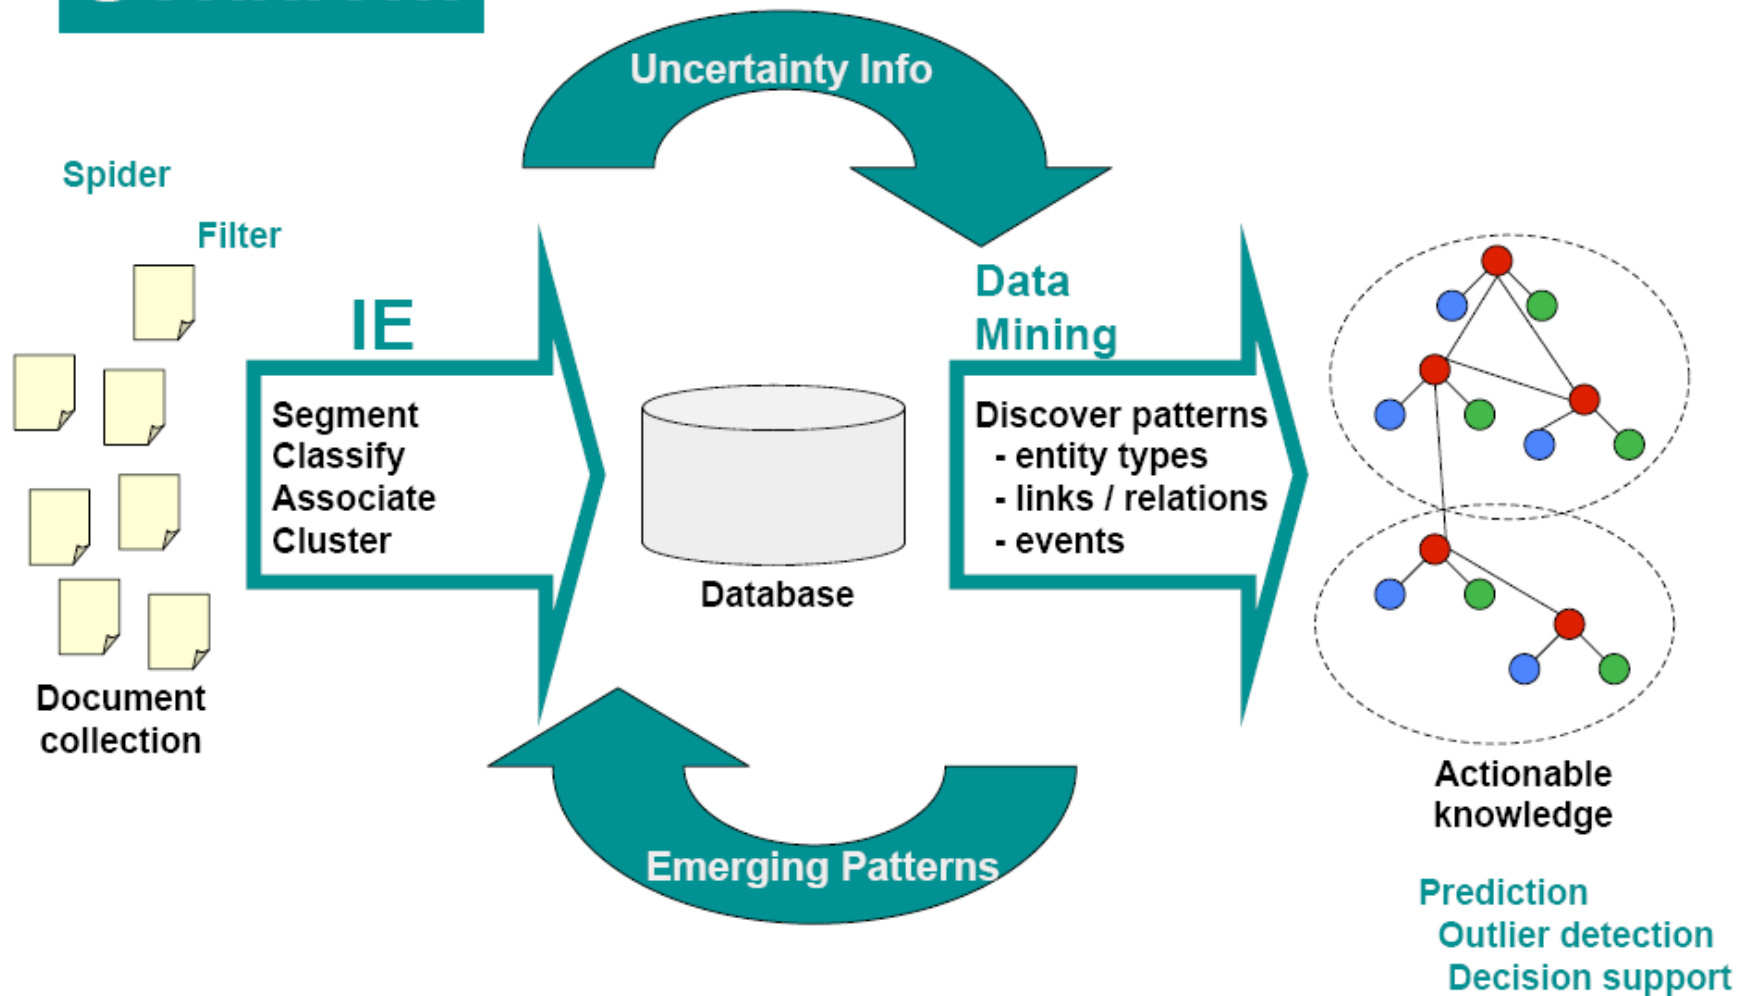 Uncertainty Info
Spider
Filter
IE
Segment
Classify
Associate
Cluster
Document
collection
Database
Data
Mining
Discover patterns
- entity types
- links / relations
- events
Emerging Patterns
Actionable
knowledge
Prediction
Outlier detection
Decision support